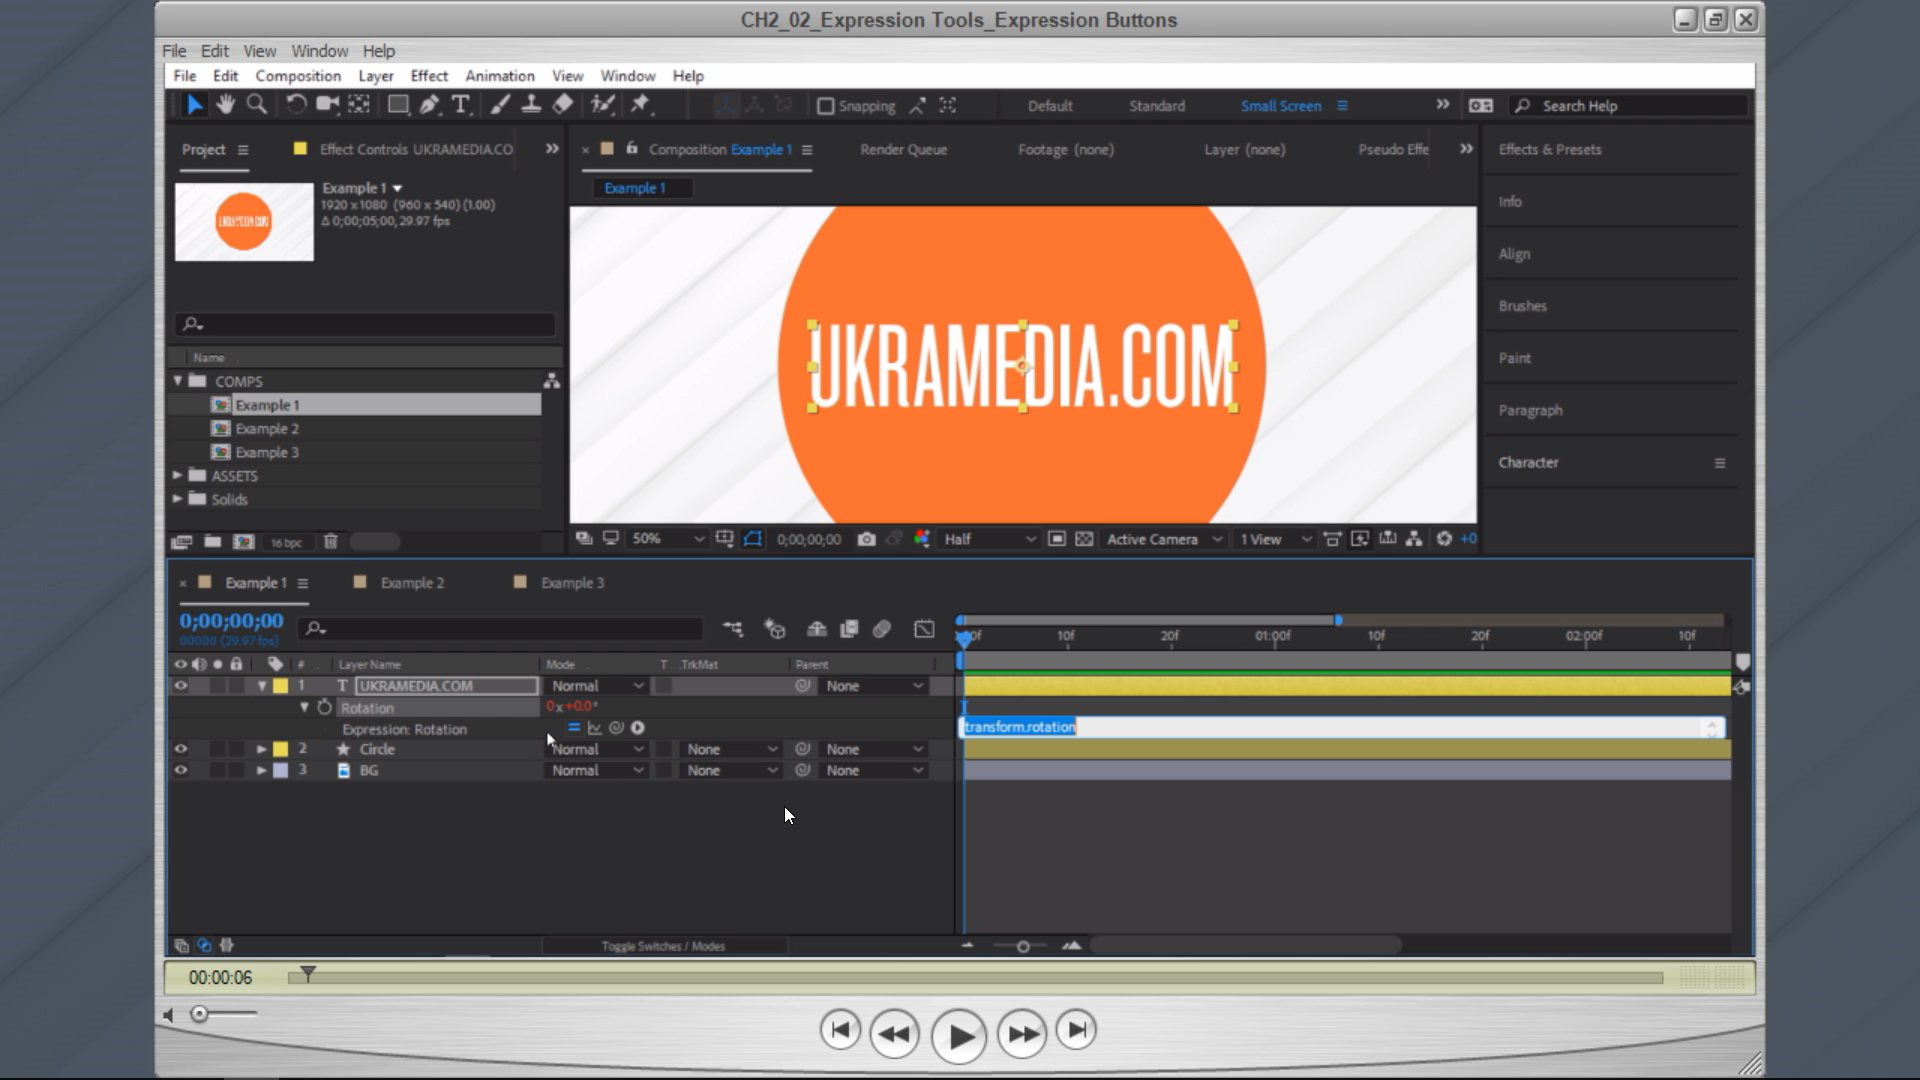 CH2_02_Expression Tools_Expression Buttons
File Edit View Window Help
File Edit Composition Layer Effect Animation View Window Help
Snapping Default Standard Small Screen Search Help
Project Effect Controls UKRAMEDIA.CO Composition Example 1 Render Queue Footage (none) Layer (none) Pseudo Effe Effects & Presets
Example 1
1920 x 1080 (960 x 540) (1.00)
Δ 0;00;05;00, 29.97 fps
Example 1
UKRAMEDIA.COM
UKRAMEDIA.COM
Info
Align
Brushes
Paint
Paragraph
Character
Name
COMPS
Example 1
Example 2
Example 3
ASSETS
Solids
16 bpc
50% 0;00;00;00 Half Active Camera 1 View +0
Example 1 Example 2 Example 3
0;00;00;00
00000 (29.97 fps)
10f 20f 01:00f 10f 20f 02:00f 10f
# Layer Name Mode T .TrkMat Parent
1 T UKRAMEDIA.COM Normal None
Rotation 0x+0.0°
Expression: Rotation transform.rotation
2 Circle Normal None None
3 BG Normal None None
Toggle Switches / Modes
00:00:06